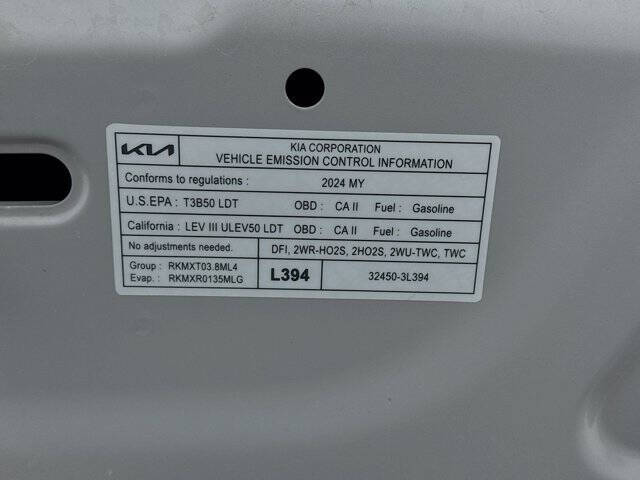 KIA
KIA CORPORATION
VEHICLE EMISSION CONTROL INFORMATION
Conforms to regulations : 2024 MY
U.S.EPA : T3B50 LDT OBD : CA II Fuel : Gasoline
California : LEV III ULEV50 LDT OBD : CA II Fuel : Gasoline
No adjustments needed. DFI, 2WR-HO2S, 2HO2S, 2WU-TWC, TWC
Group : RKMXT03.8ML4
Evap. : RKMXR0135MLG
L394
32450-3L394